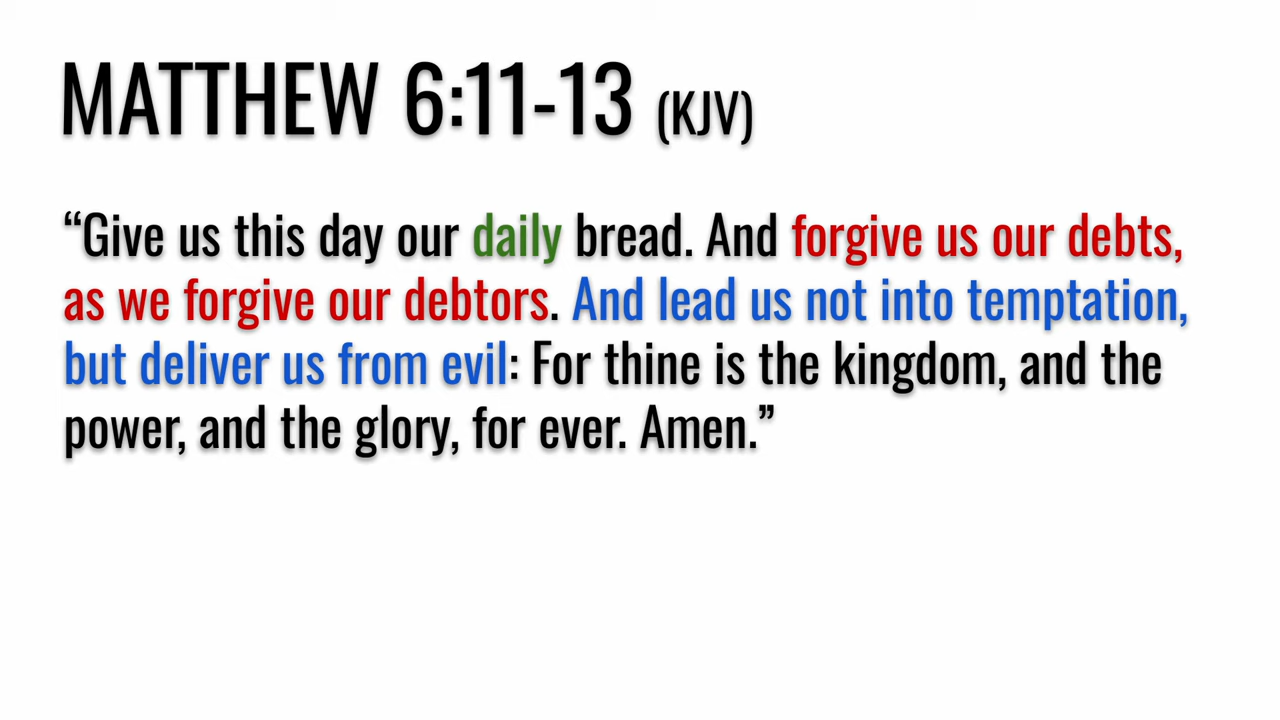 MATTHEW 6:11-13 (KJV)
“Give us this day our daily bread. And forgive us our debts,
as we forgive our debtors. And lead us not into temptation,
but deliver us from evil: For thine is the kingdom, and the
power, and the glory, for ever. Amen.”